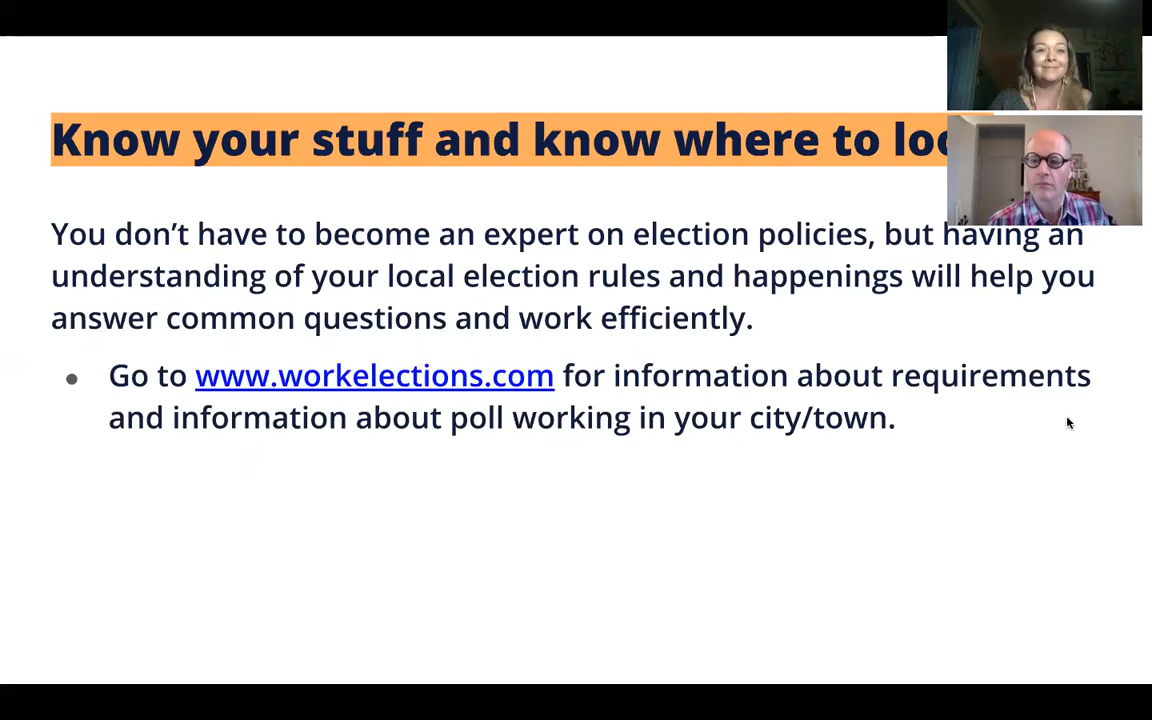 Know your stuff and know where to
You don't have to become an expert on election policies, but having an
understanding of your local election rules and happenings will help you
answer common questions and work efficiently.
Go to www.workelections.com for information about requirements
and information about poll working in your city/town.